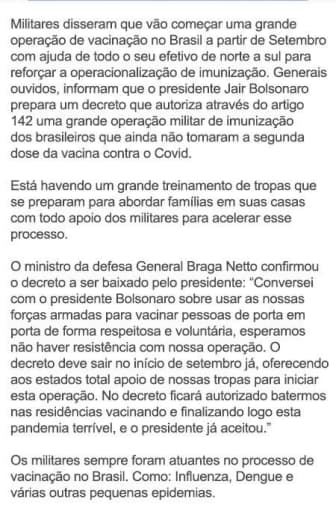 Militares disseram que vão começar uma grande
operação de vacinação no Brasil a partir de Setembro
com ajuda de todo o seu efetivo de norte a sul para
reforçar a operacionalização de imunização. Generais
ouvidos, informam que o presidente Jair Bolsonaro
prepara um decreto que autoriza através do artigo
142 uma grande operação militar de imunização
dos brasileiros que ainda não tomaram a segunda
dose da vacina contra o Covid.

Está havendo um grande treinamento de tropas que
se preparam para abordar famílias em suas casas
com todo apoio dos militares para acelerar esse
processo.

O ministro da defesa General Braga Netto confirmou
o decreto a ser baixado pelo presidente: “Conversei
com o presidente Bolsonaro sobre usar as nossas
forças armadas para vacinar pessoas de porta em
porta de forma respeitosa e voluntária, esperamos
não haver resistência com nossa operação. O
decreto deve sair no início de setembro já, oferecendo
aos estados total apoio de nossas tropas para iniciar
esta operação. No decreto ficará autorizado batermos
nas residências vacinando e finalizando logo esta
pandemia terrível, e o presidente já aceitou.”

Os militares sempre foram atuantes no processo de
vacinação no Brasil. Como: Influenza, Dengue e
várias outras pequenas epidemias.